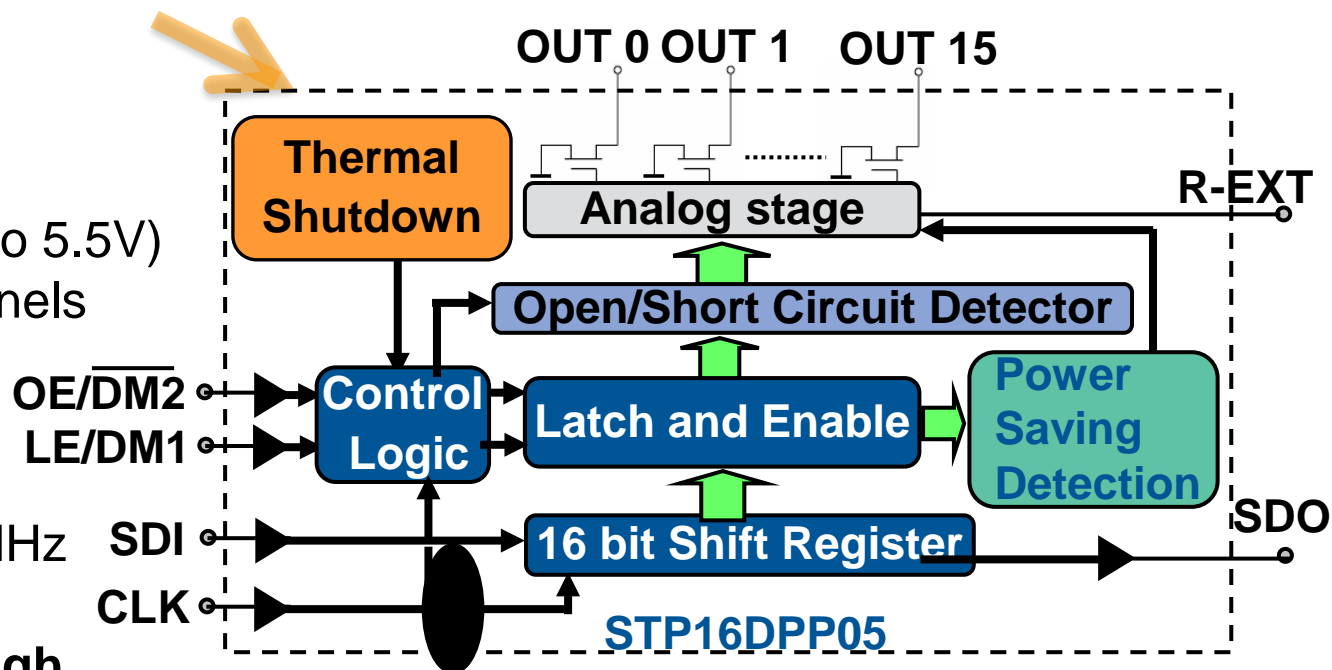 OUT 0 OUT 1 OUT 15
Thermal
Shutdown
Analog stage
R-EXT
o 5.5V)
nels
Open/Short Circuit Detector
OE/DM2
LE/DM1
Control
Logic
Latch and Enable
Power
Saving
Detection
SDO
Hz
SDI
16 bit Shift Register
CLK
STP16DPP05
gh